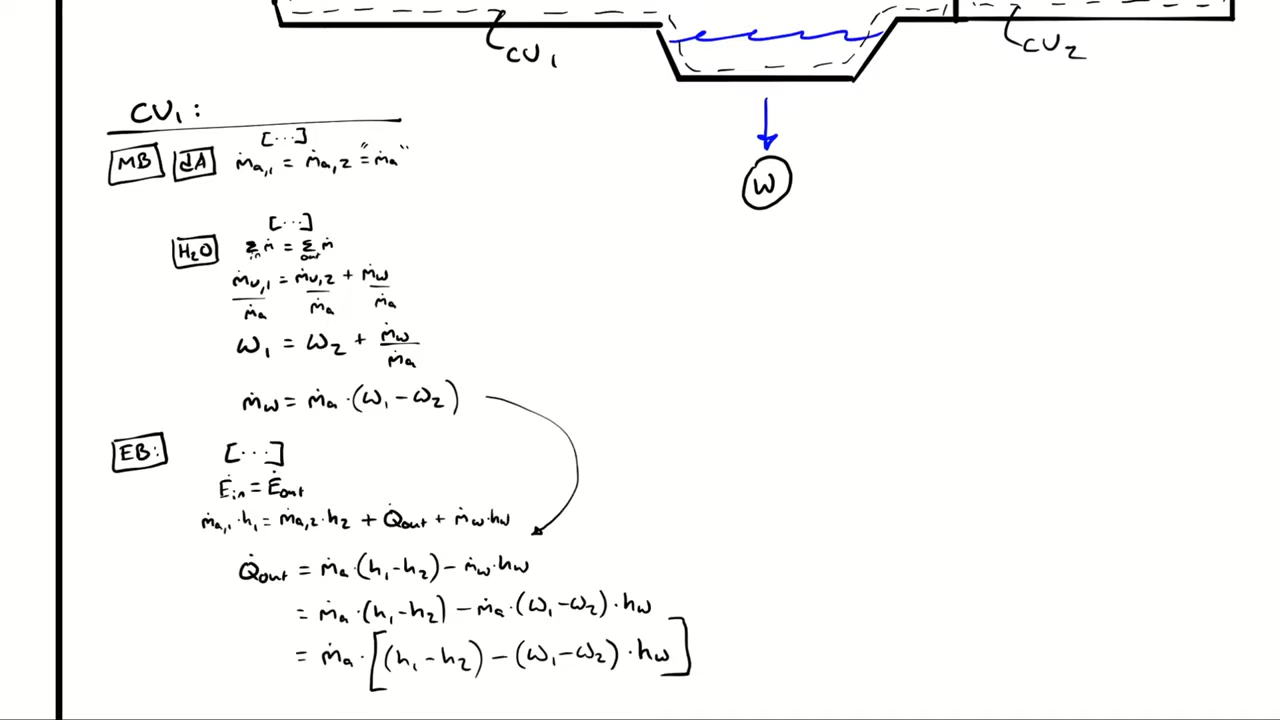 CV₁
CV₂
W
CV₁:
[...]
MB dA ṁa,1 = ṁa,2 "= ṁa"
[...]
H₂O Σin ṁ = Σout ṁ
ṁv,1/ṁa = ṁv,2/ṁa + ṁw/ṁa
ω₁ = ω₂ + ṁw/ṁa
ṁw = ṁa·(ω₁-ω₂)
EB: [...]
Ėin = Ėout
ṁa,1·h₁ = ṁa,2·h₂ + Q̇out + ṁw·hw
Q̇out = ṁa·(h₁-h₂) - ṁw·hw
= ṁa·(h₁-h₂) - ṁa·(ω₁-ω₂)·hw
= ṁa·[(h₁-h₂) - (ω₁-ω₂)·hw]